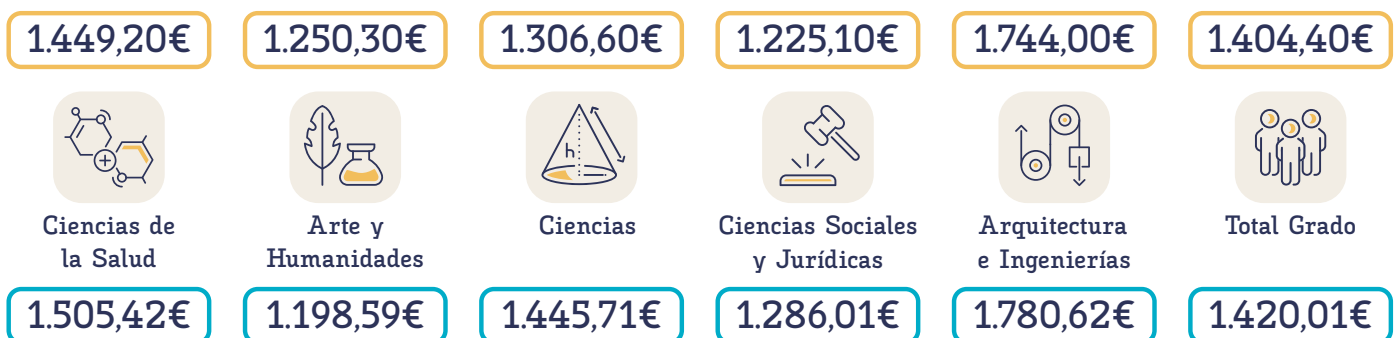 1.449,20€ 1.250,30€ 1.306,60€ 1.225,10€ 1.744,00€ 1.404,40€
h
Ciencias de Arte y Ciencias Ciencias Sociales Arquitectura Total Grado
la Salud Humanidades y Jurídicas e Ingenierías
1.505,42€ 1.198,59€ 1.445,71€ 1.286,01€ 1.780,62€ 1.420,01€